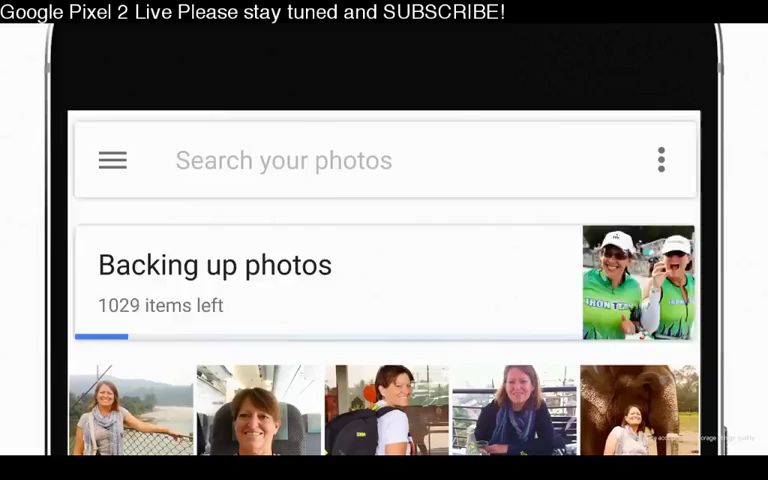 Google Pixel 2 Live Please stay tuned and SUBSCRIBE!
Search your photos
Backing up photos
1029 items left
IRON TEAM